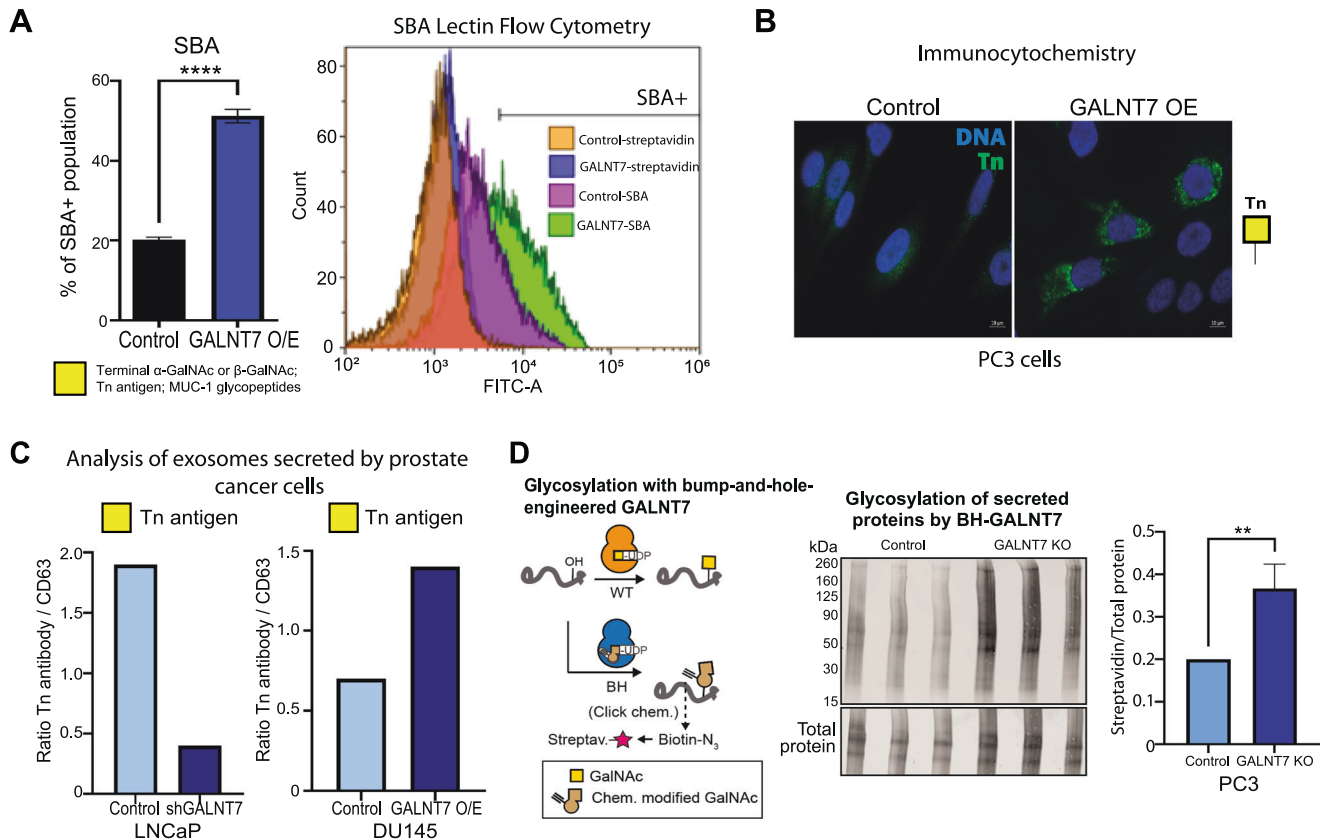 A
SBA
****
% of SBA+ population
60
40
20
0
Control
GALNT7 O/E
Terminal α-GalNAc or β-GalNAc;
Tn antigen; MUC-1 glycopeptides
SBA Lectin Flow Cytometry
SBA+
Control-streptavidin
GALNT7-streptavidin
Control-SBA
GALNT7-SBA
Count
80
60
40
20
0
10²
10³
10⁴
10⁵
10⁶
FITC-A
B
Immunocytochemistry
Control
GALNT7 OE
DNA
Tn
10 µm
10 µm
Tn
PC3 cells
C
Analysis of exosomes secreted by prostate
cancer cells
Tn antigen
Ratio Tn antibody / CD63
2.0
1.5
1.0
0.5
0
Control
shGALNT7
LNCaP
Tn antigen
Ratio Tn antibody / CD63
1.5
1.0
0.5
0
Control
GALNT7 O/E
DU145
D
Glycosylation with bump-and-hole-
engineered GALNT7
OH
-UDP
WT
-UDP
BH
(Click chem.)
Streptav.
Biotin-N₃
GalNAc
Chem. modified GalNAc
Glycosylation of secreted
proteins by BH-GALNT7
kDa
Control
GALNT7 KO
260
160
125
90
50
30
15
Total
protein
**
Streptavidin/Total protein
0.5
0.4
0.3
0.2
0.1
0
Control
GALNT7 KO
PC3